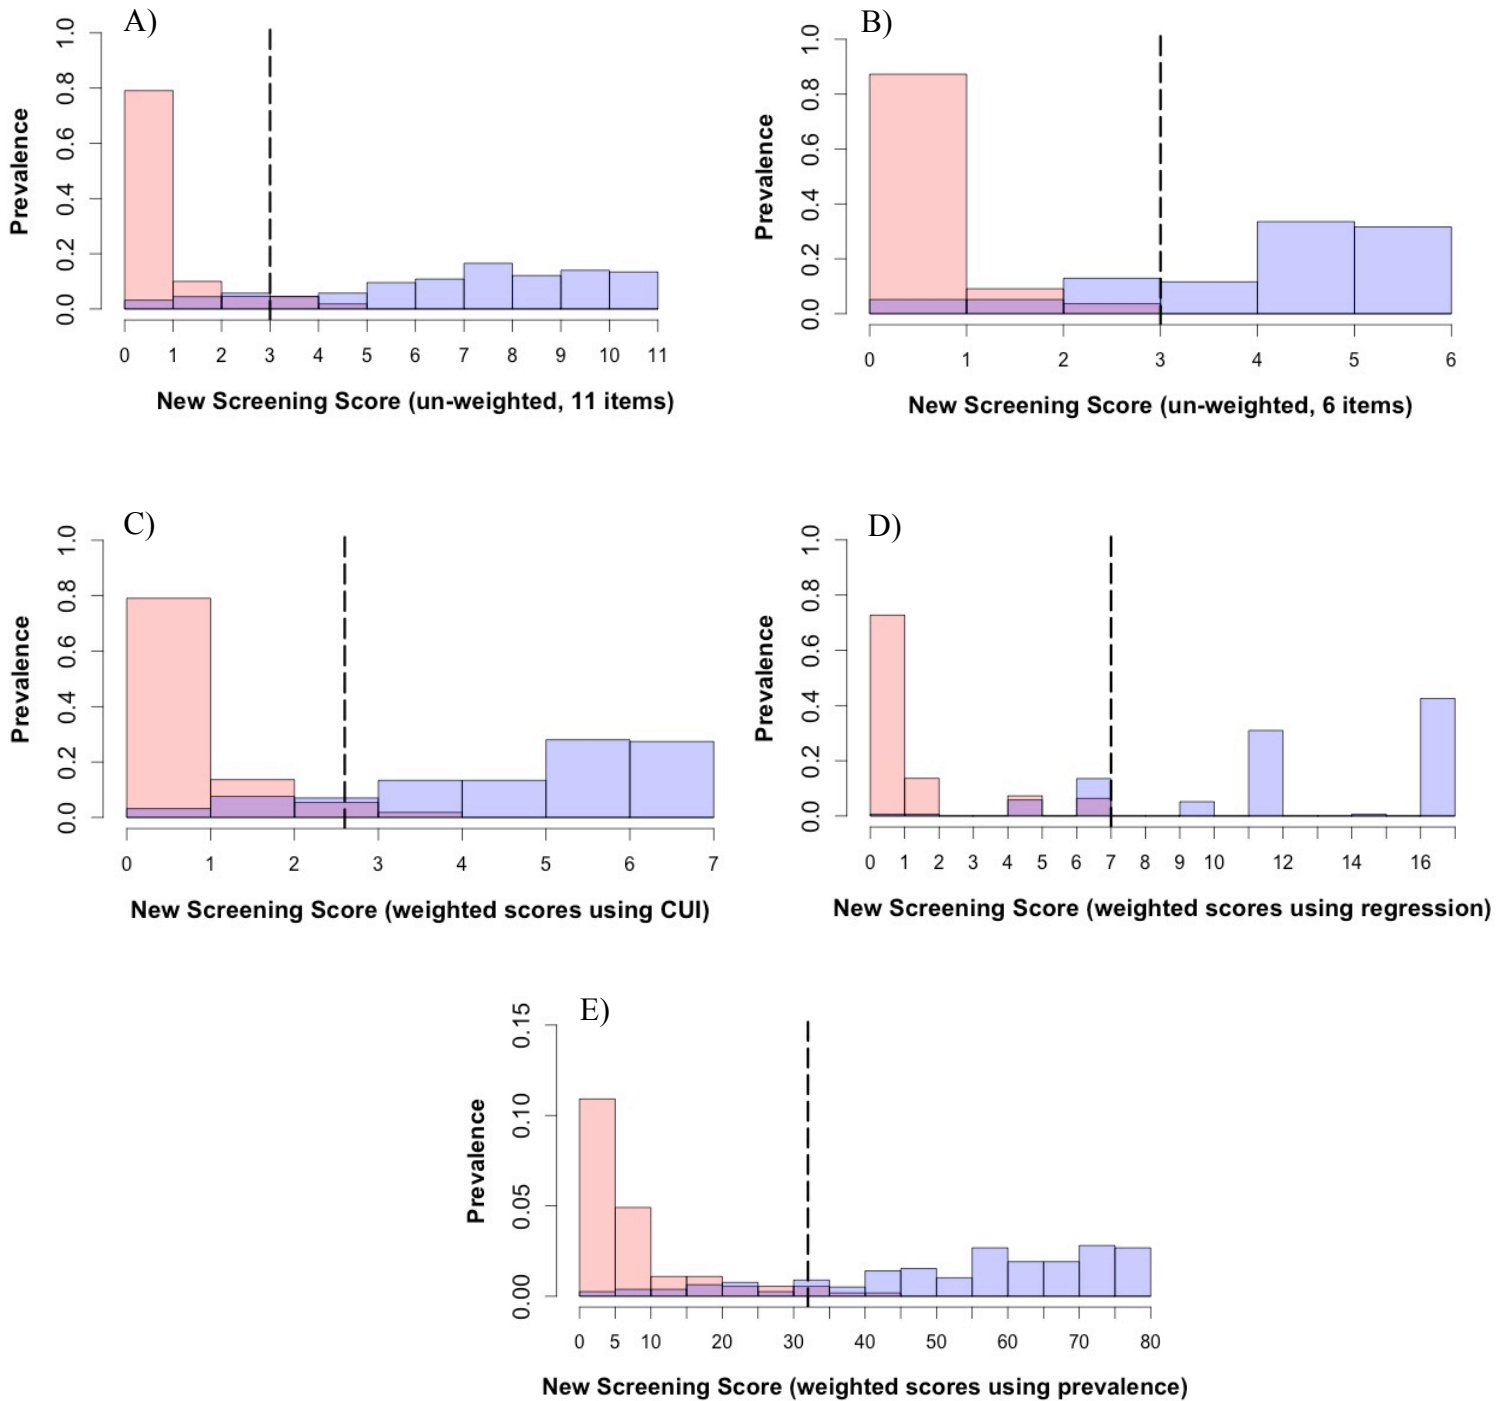 A)
Prevalence
0.0 0.2 0.4 0.6 0.8 1.0
0 1 2 3 4 5 6 7 8 9 10 11
New Screening Score (un-weighted, 11 items)
B)
Prevalence
0.0 0.2 0.4 0.6 0.8 1.0
0 1 2 3 4 5 6
New Screening Score (un-weighted, 6 items)
C)
Prevalence
0.0 0.2 0.4 0.6 0.8 1.0
0 1 2 3 4 5 6 7
New Screening Score (weighted scores using CUI)
D)
Prevalence
0.0 0.2 0.4 0.6 0.8 1.0
0 1 2 3 4 5 6 7 8 9 10 12 14 16
New Screening Score (weighted scores using regression)
E)
Prevalence
0.00 0.05 0.10 0.15
0 5 10 20 30 40 50 60 70 80
New Screening Score (weighted scores using prevalence)